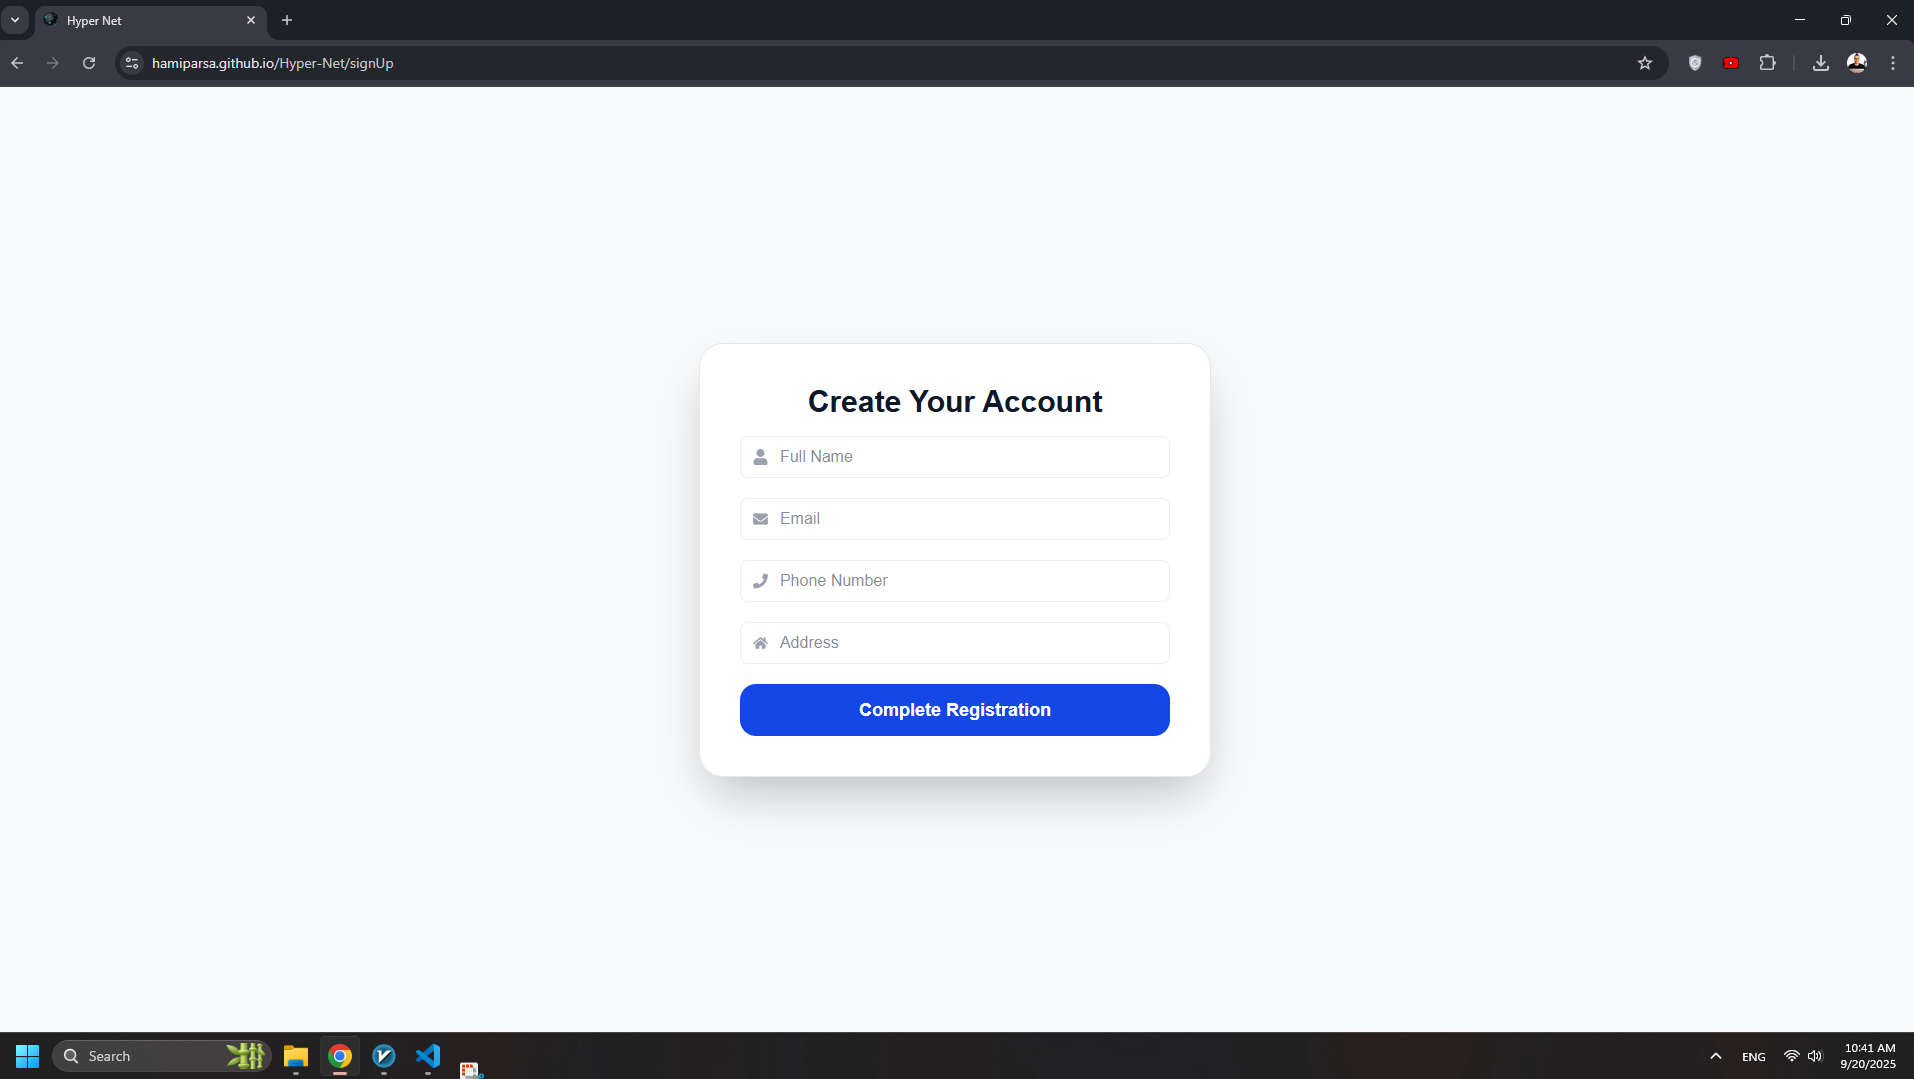 Hyper Net
hamiparsa.github.io/Hyper-Net/signUp
Create Your Account
Full Name
Email
Phone Number
Address
Complete Registration
Search
ENG
10:41 AM
9/20/2025